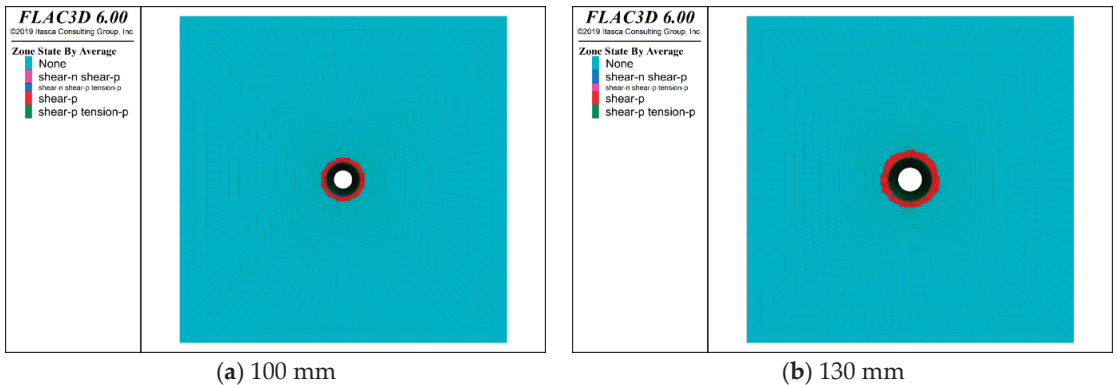 FLAC3D 6.00
©2019 Itasca Consulting Group, Inc.
Zone State By Average
None
shear-n shear-p
shear-n shear-p tension-p
shear-p
shear-p tension-p
(a) 100 mm
FLAC3D 6.00
©2019 Itasca Consulting Group, Inc.
Zone State By Average
None
shear-n shear-p
shear-n shear-p tension-p
shear-p
shear-p tension-p
(b) 130 mm